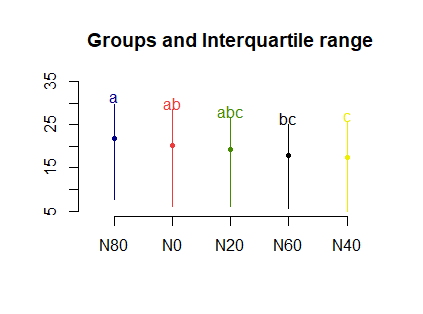 Groups and Interquartile range
35
25
15
5
a
ab
abc
bc
c
N80 N0 N20 N60 N40